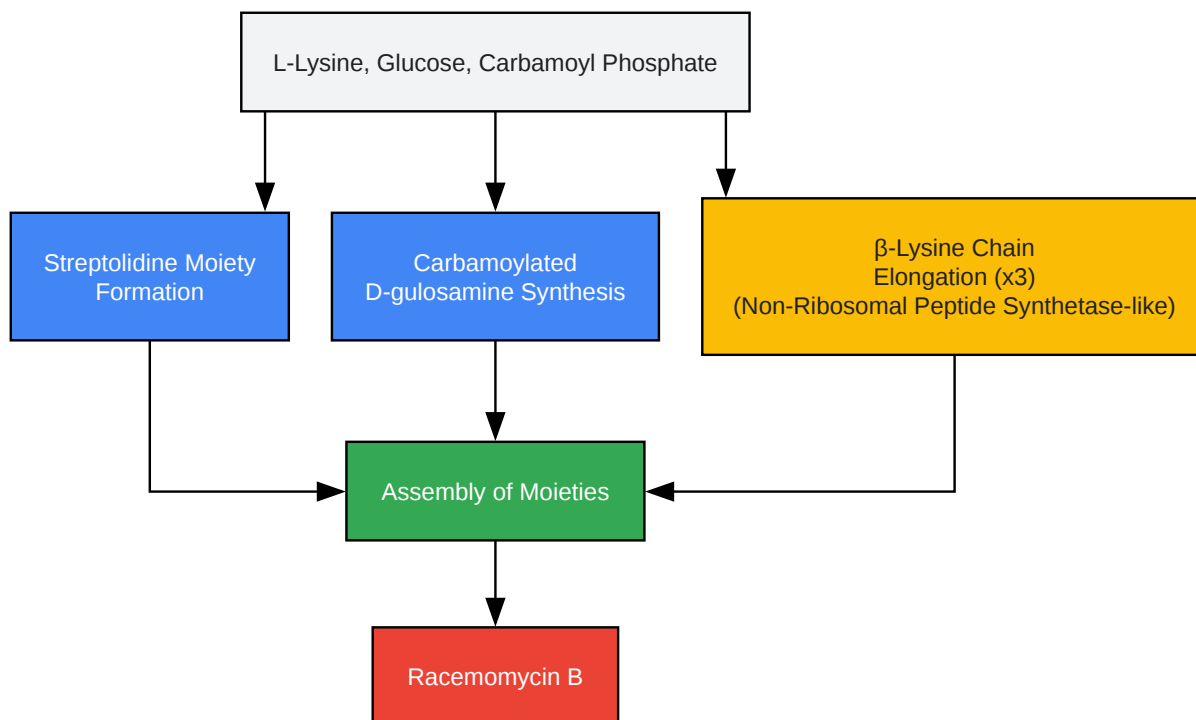 L-Lysine, Glucose, Carbamoyl Phosphate
Streptolidine Moiety
Formation
Carbamoylated
D-gulosamine Synthesis
β-Lysine Chain
Elongation (x3)
(Non-Ribosomal Peptide Synthetase-like)
Assembly of Moieties
Racemomycin B